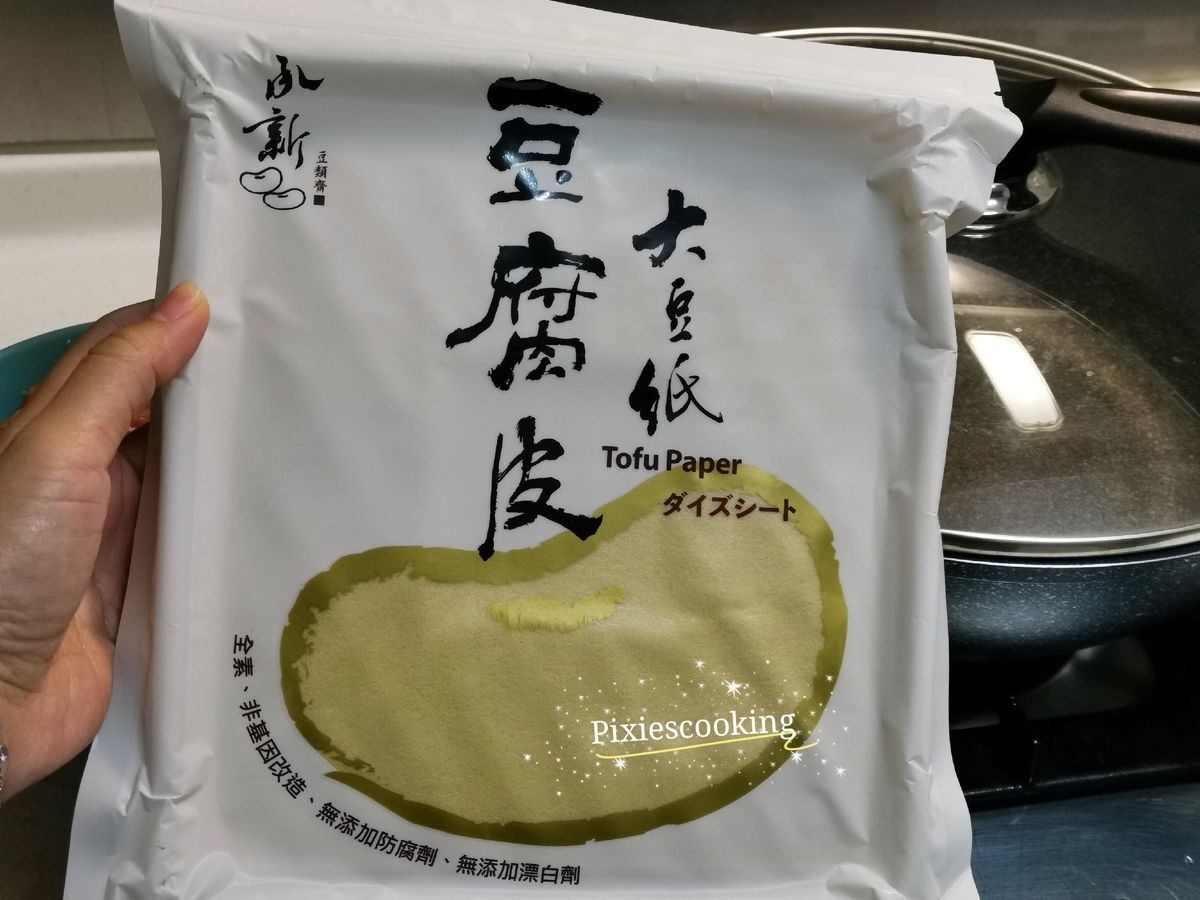 永新
豆類齋
豆腐皮
大豆紙
Tofu Paper
ダイズシート
全素、非基因改造、無添加防腐劑、無添加漂白劑
Pixiescooking